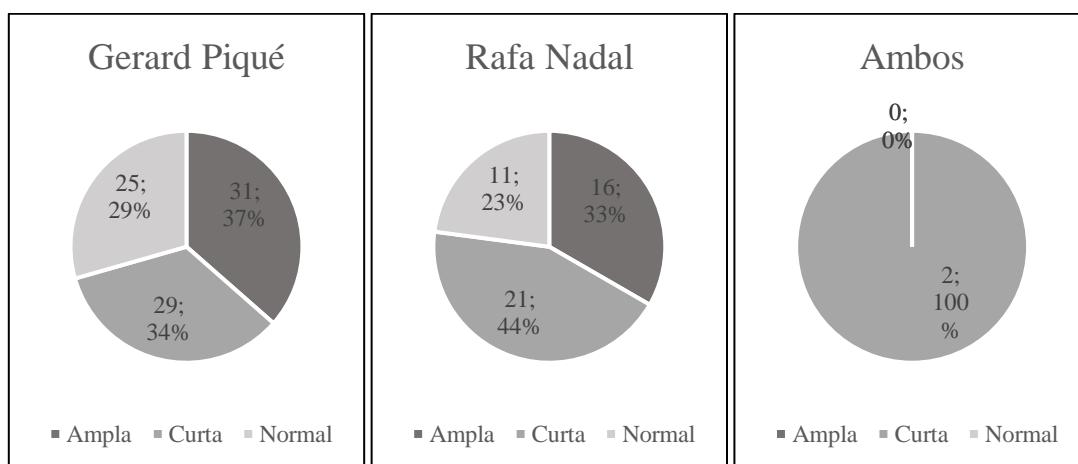 Gerard Piqué
25;
29%
31;
37%
29;
34%
Ampla Curta Normal
Rafa Nadal
11;
23%
16;
33%
21;
44%
Ampla Curta Normal
Ambos
0;
0%
2;
100
%
Ampla Curta Normal